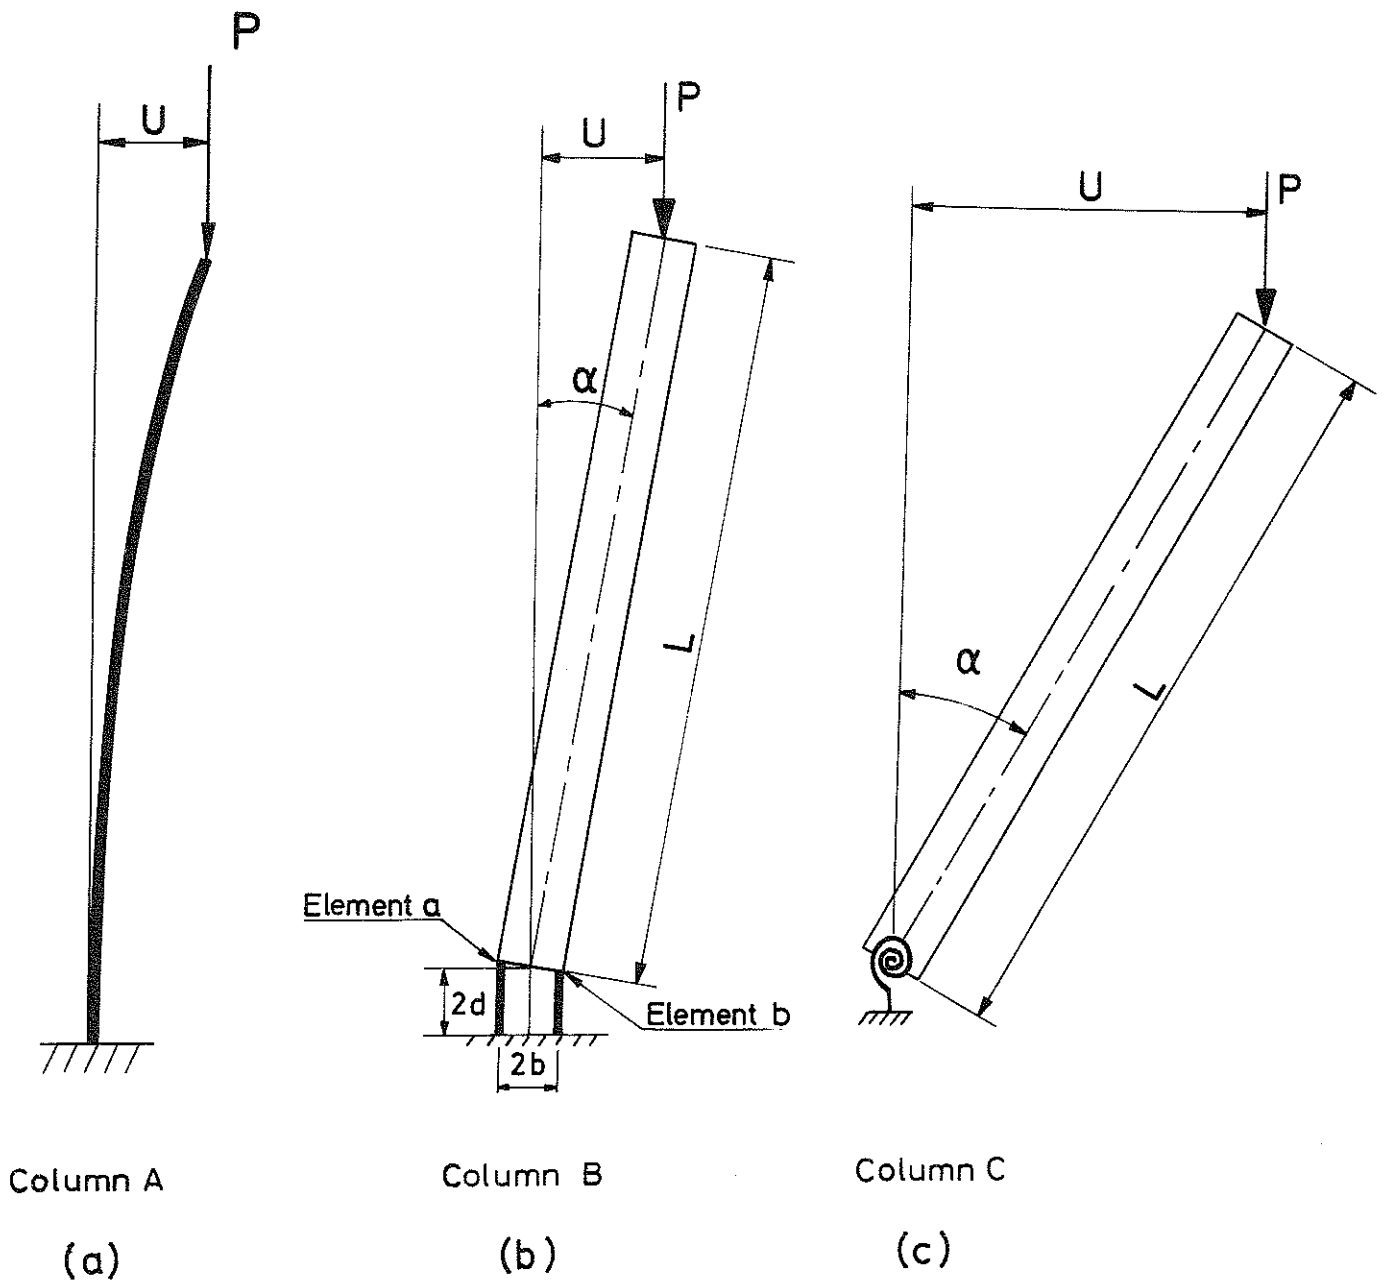 P
U
P
U
α
L
Element a
2d
Element b
2b
U
P
α
L
Column A
Column B
Column C
(a)
(b)
(c)